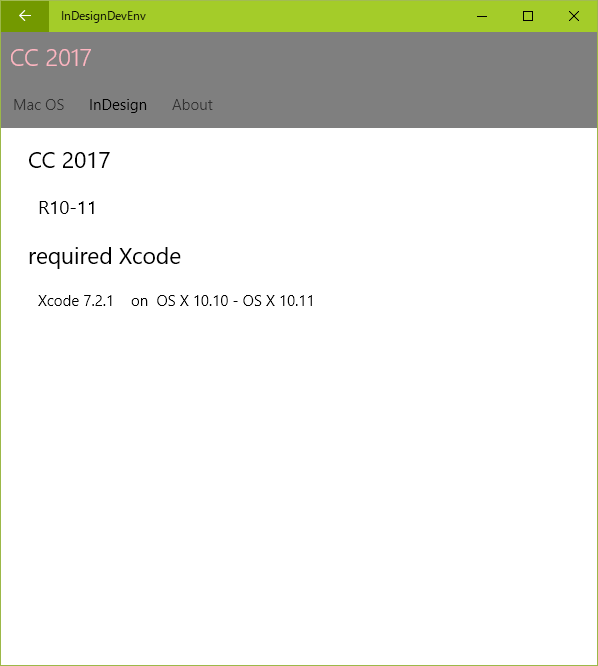 InDesignDevEnv
CC 2017
Mac OS InDesign About
CC 2017
R10-11
required Xcode
Xcode 7.2.1 on OS X 10.10 - OS X 10.11